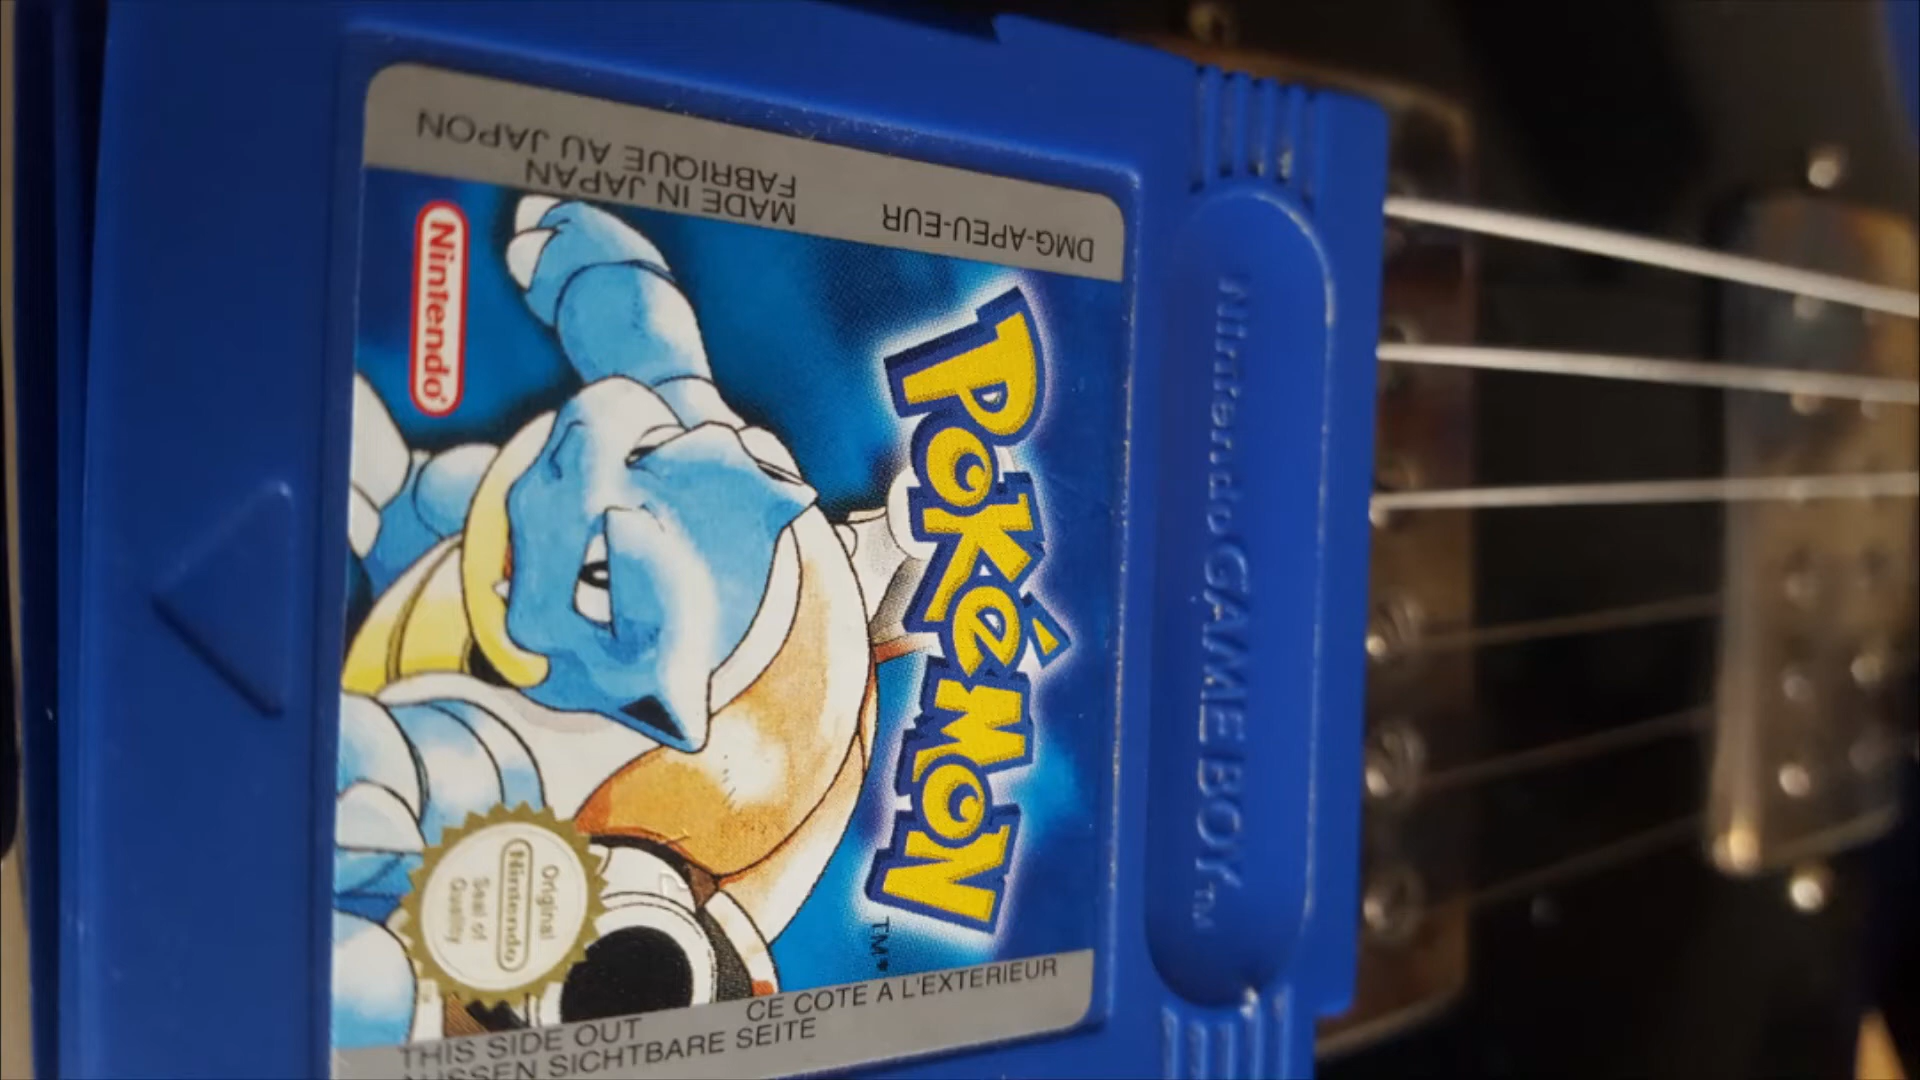 Nintendo GAME BOY TM
DMG-APEU-EUR
MADE IN JAPAN
FABRIQUE AU JAPON
POKéMON
TM
Nintendo®
Original
Nintendo
Seal of
Quality
CE COTE A L'EXTERIEUR
THIS SIDE OUT
AUSSEN SICHTBARE SEITE